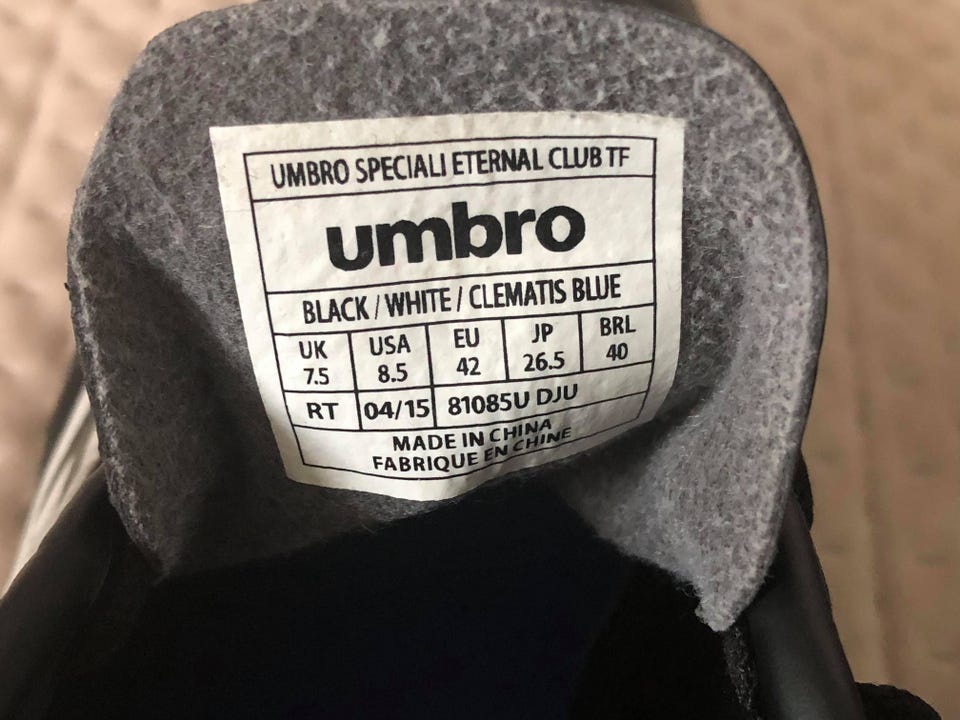 UMBRO SPECIALI ETERNAL CLUB TF
umbro
BLACK / WHITE / CLEMATIS BLUE
UK USA EU JP BRL
7.5 8.5 42 26.5 40
RT 04/15 81085U DJU
MADE IN CHINA
FABRIQUE EN CHINE